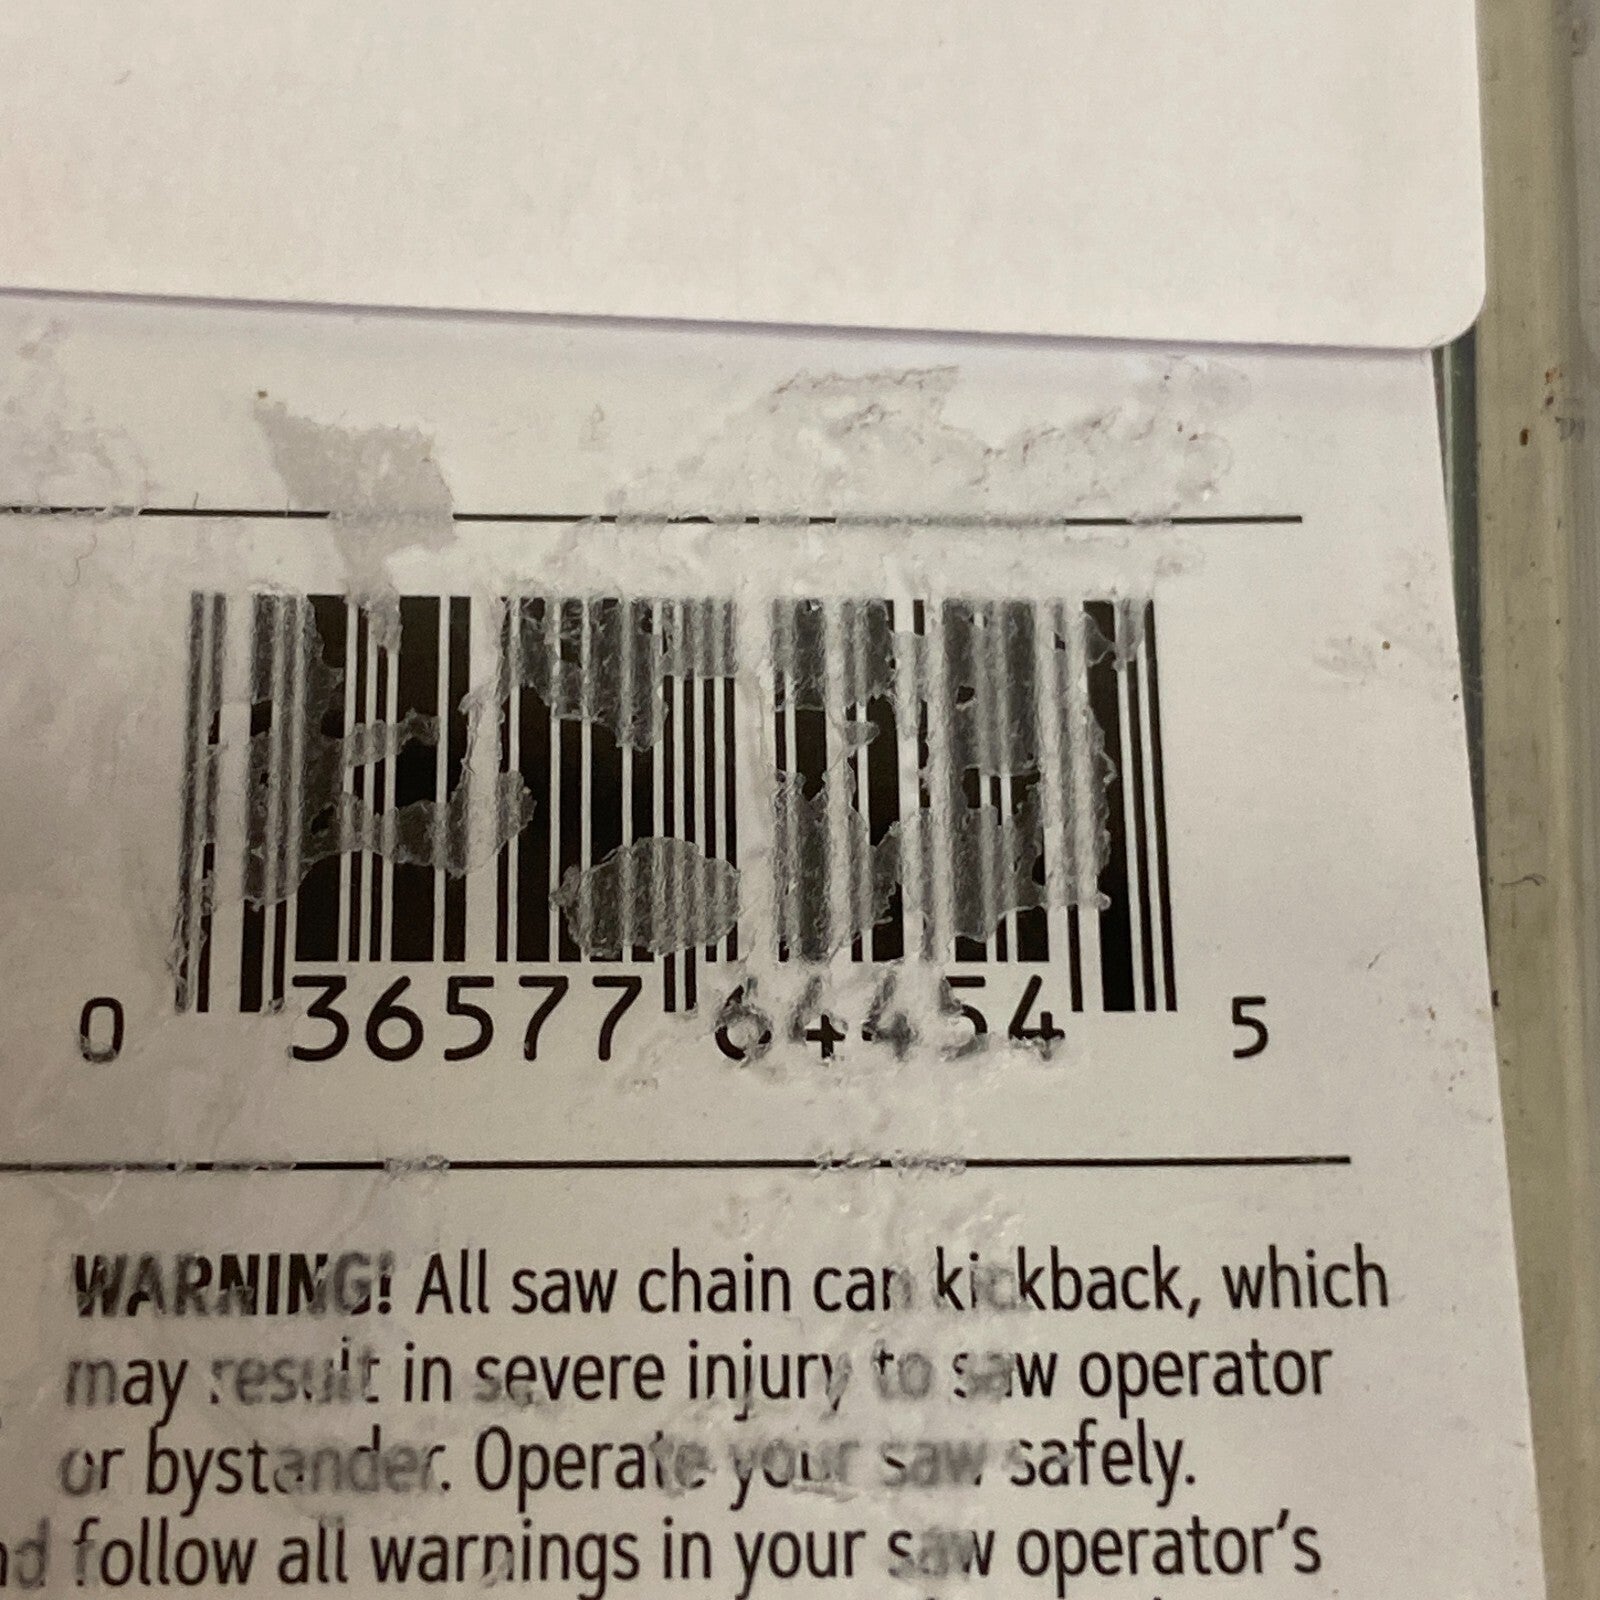 0 36577 64454 5
WARNING! All saw chain can kickback, which
may result in severe injury to saw operator
or bystander. Operate your saw safely.
follow all warnings in your saw operator's